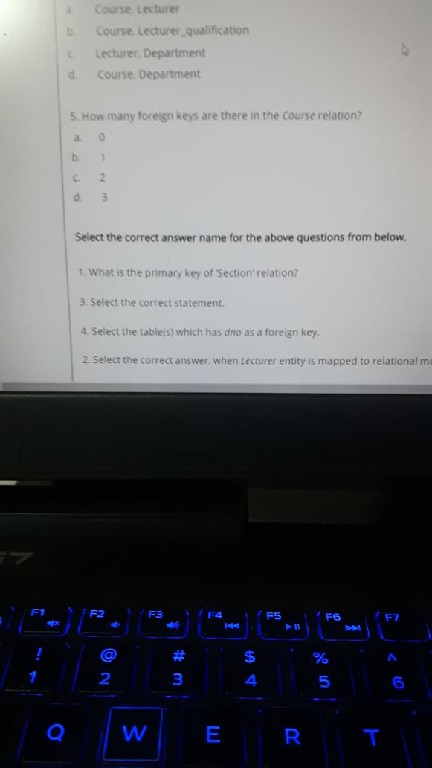 a. Course, Lecturer
b. Course, Lecturer_qualification
c. Lecturer, Department
d. Course, Department
5. How many foreign keys are there in the Course relation?
a. 0
b. 1
c. 2
d. 3
Select the correct answer name for the above questions from below.
1. What is the primary key of 'Section' relation?
3. Select the correct statement.
4. Select the table(s) which has dno as a foreign key.
2. Select the correct answer, when Lecturer entity is mapped to relational
F1 F2 F3 F4 F5 F6 F7
! @ # $ % ^
1 2 3 4 5 6
Q W E R T